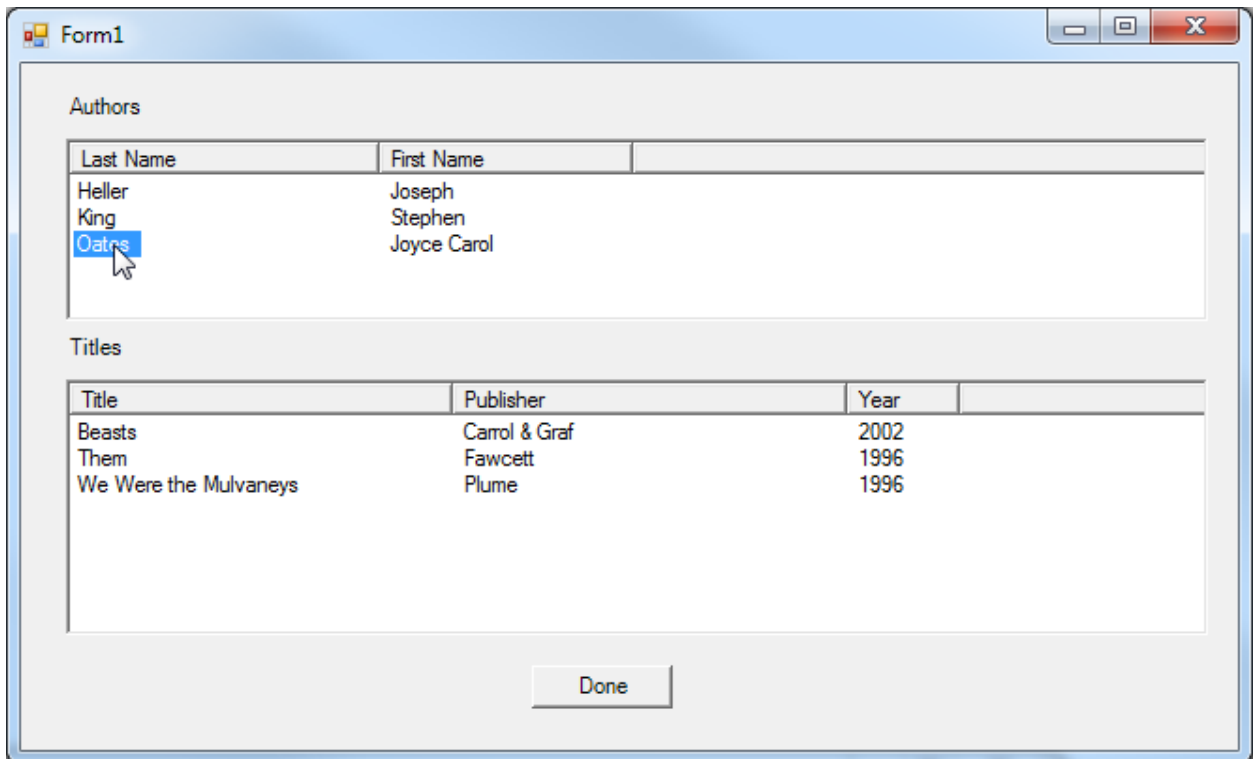 Form1
Authors
Last Name First Name
Heller Joseph
King Stephen
Oates Joyce Carol
Titles
Title Publisher Year
Beasts Carrol & Graf 2002
Them Fawcett 1996
We Were the Mulvaneys Plume 1996
Done